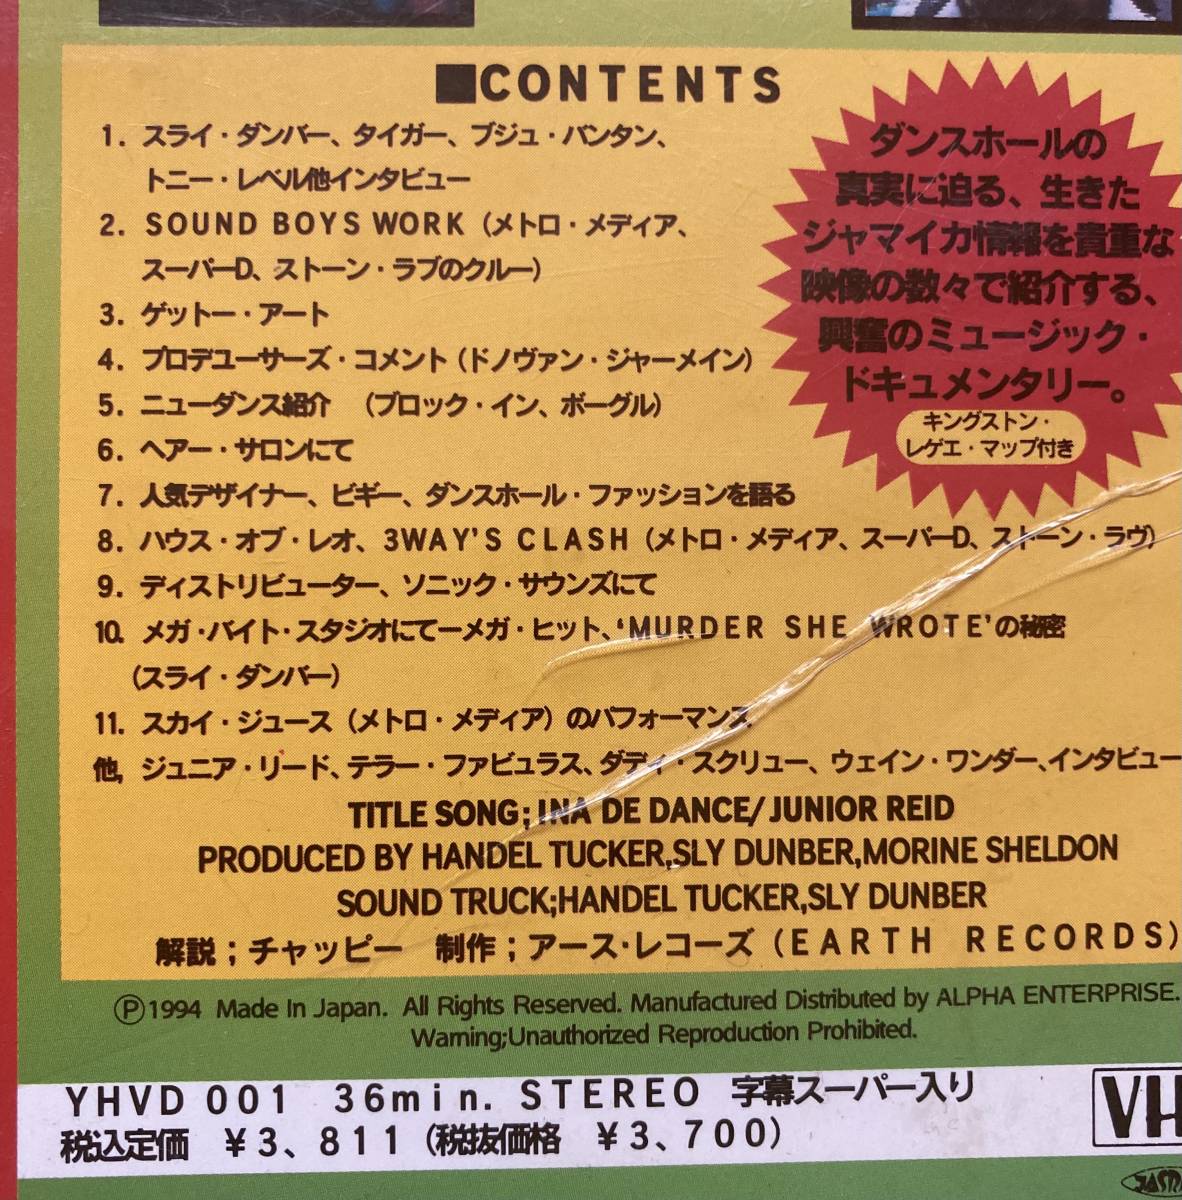 ■CONTENTS
1. スライ・ダンバー、タイガー、ブジュ・バンタン、
トニー・レベル他インタビュー
2. SOUND BOYS WORK (メトロ・メディア、
スーパーD、ストーン・ラブのクルー)
3. ゲットー・アート
4. プロデューサーズ・コメント (ドノヴァン・ジャーメイン)
5. ニューダンス紹介 (ブロック・イン、ボーグル)
6. ヘアー・サロンにて
7. 人気デザイナー、ビギー、ダンスホール・ファッションを語る
8. ハウス・オブ・レオ、3WAY'S CLASH (メトロ・メディア、スーパーD、ストーン・ラヴ)
9. ディストリビューター、ソニック・サウンズにて
10. メガ・バイト・スタジオにてーメガ・ヒット、'MURDER SHE WROTE'の秘密
(スライ・ダンバー)
11. スカイ・ジュース (メトロ・メディア) のパフォーマンス
他, ジュニア・リード、テラー・ファビュラス、ダディ・スクリュー、ウェイン・ワンダー、インタビュー
TITLE SONG; INA DE DANCE/ JUNIOR REID
PRODUCED BY HANDEL TUCKER,SLY DUNBER,MORINE SHELDON
SOUND TRUCK;HANDEL TUCKER,SLY DUNBER
解説；チャッピー 制作；アース・レコーズ (EARTH RECORDS)
ダンスホールの
真実に迫る、生きた
ジャマイカ情報を貴重な
映像の数々で紹介する、
興奮のミュージック・
ドキュメンタリー。
キングストン・
レゲエ・マップ付き
Ⓟ1994 Made In Japan. All Rights Reserved. Manufactured Distributed by ALPHA ENTERPRISE.
Warning;Unauthorized Reproduction Prohibited.
YHVD 001 36min. STEREO 字幕スーパー入り
税込定価 ¥3、811 (税抜価格 ¥3、700)
VH